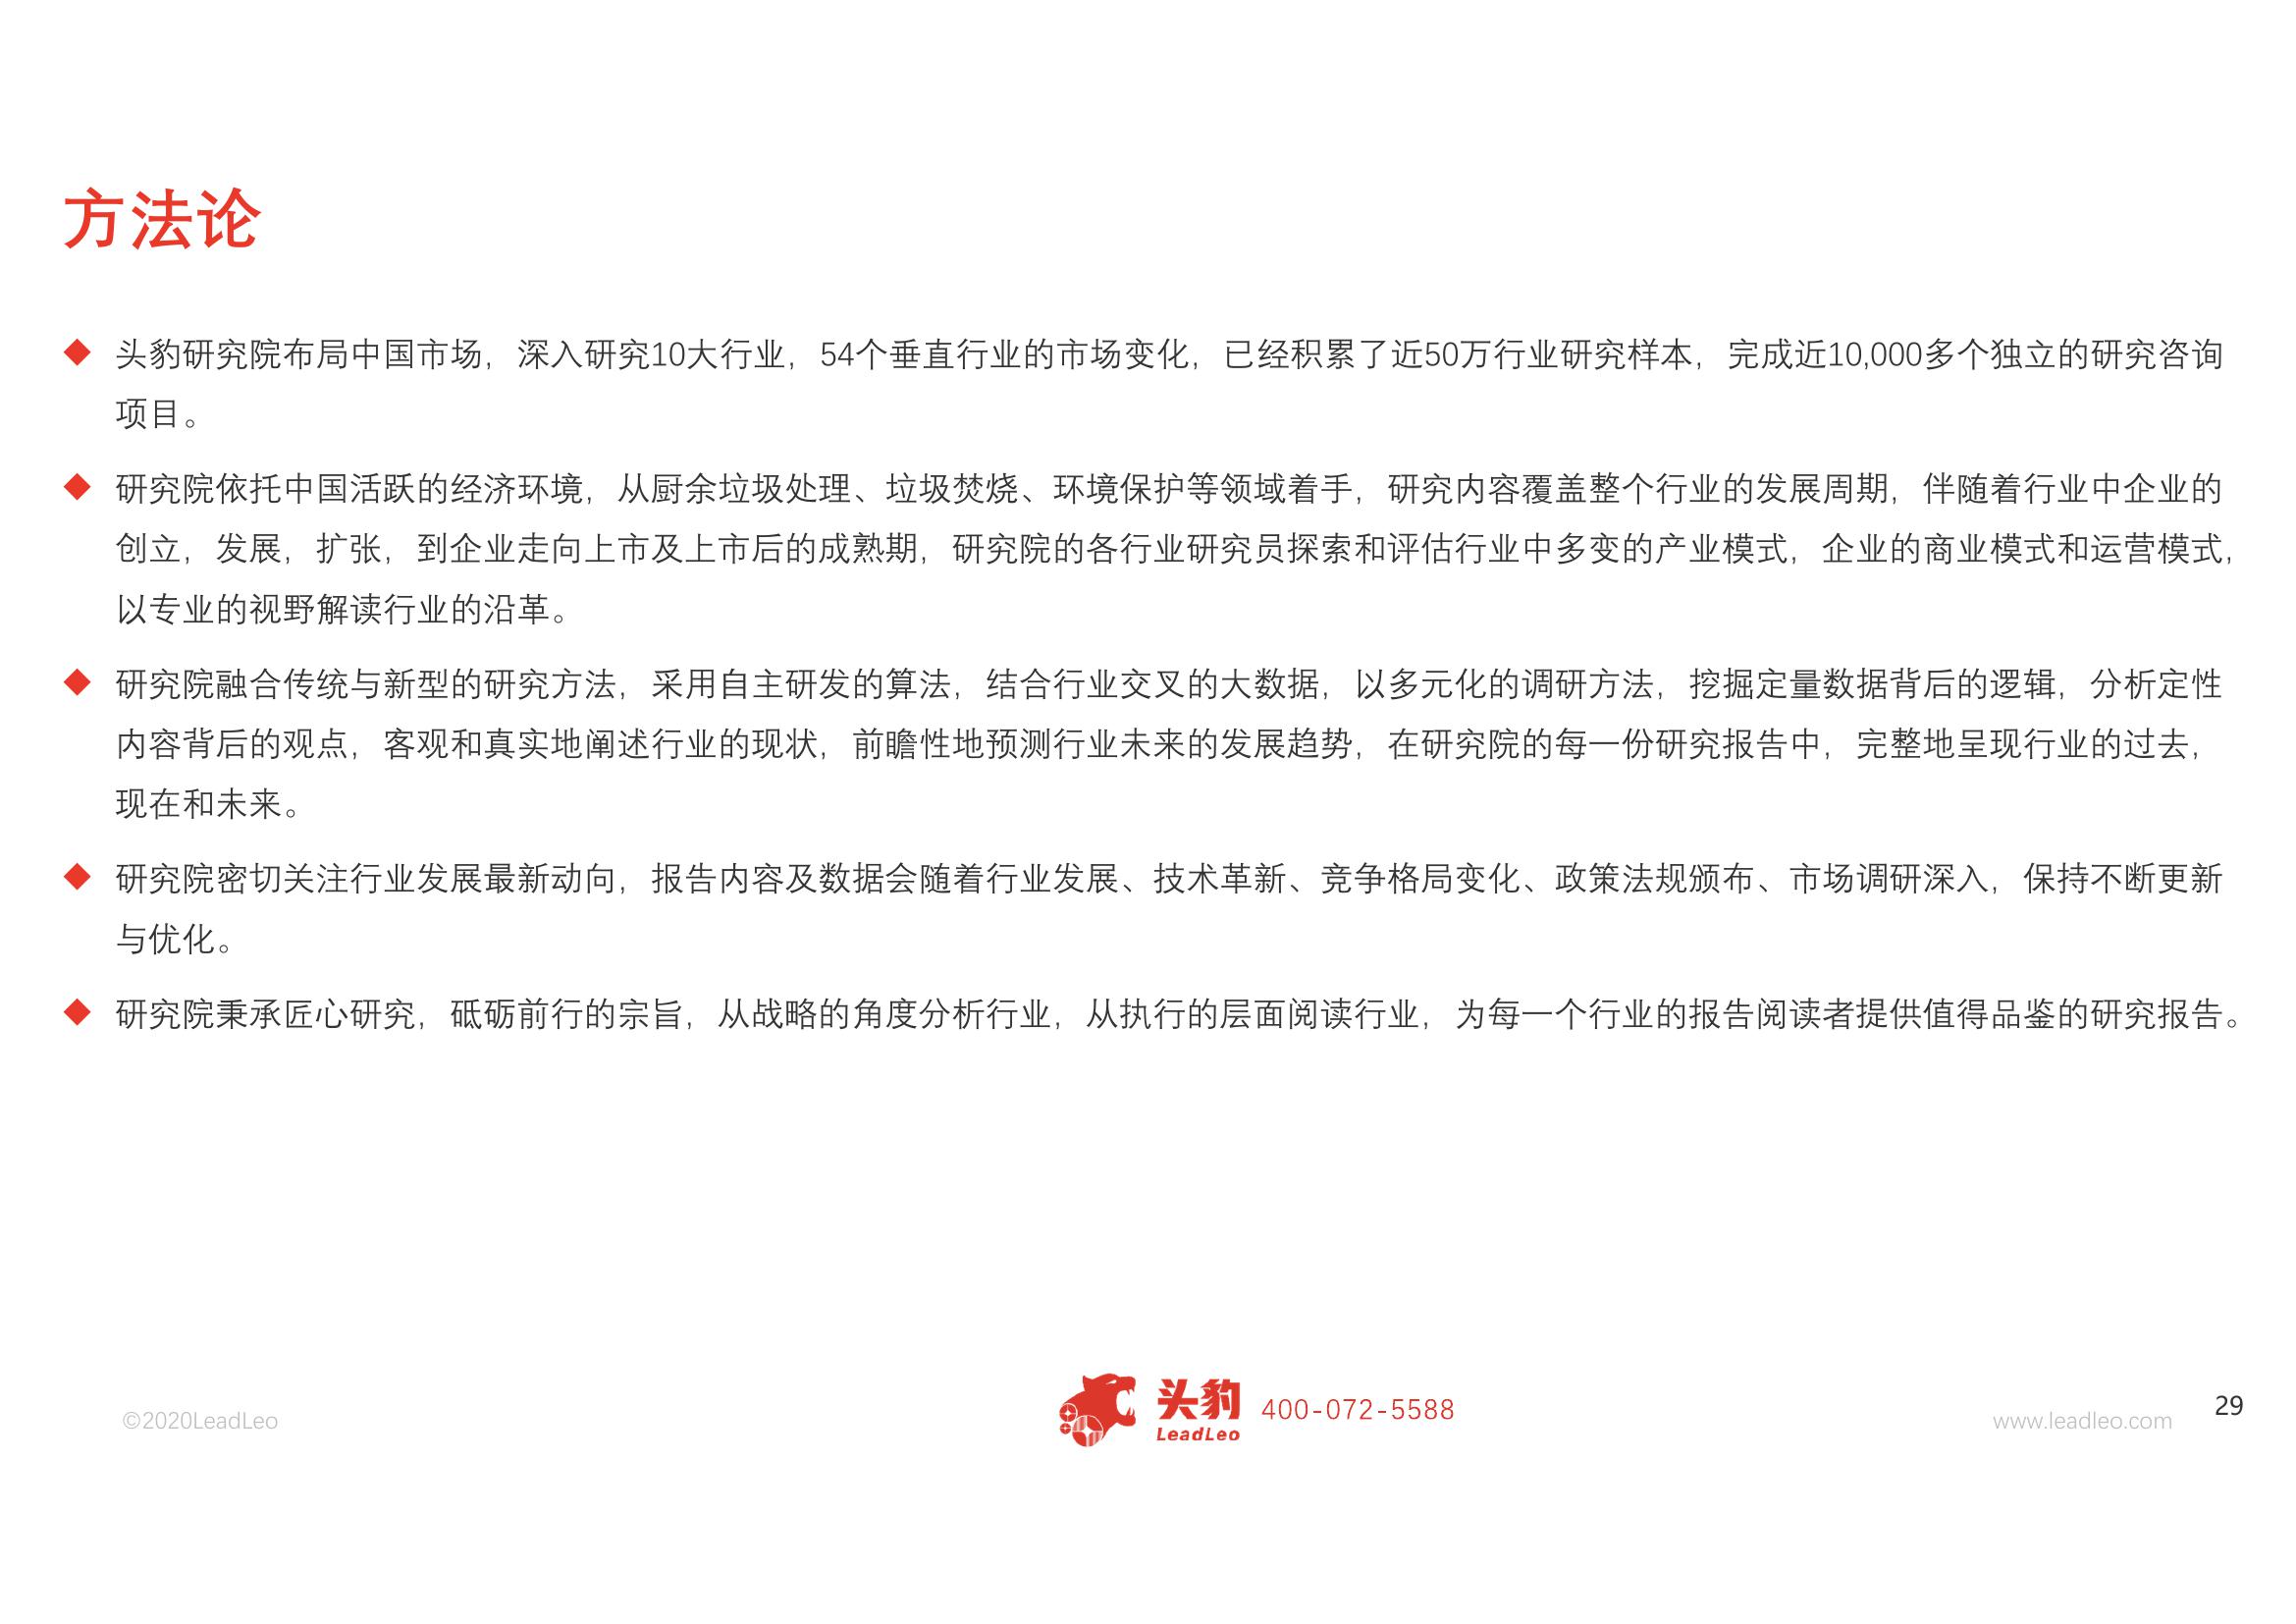 方法论
◆ 头豹研究院布局中国市场，深入研究10大行业，54个垂直行业的市场变化，已经积累了近50万行业研究样本，完成近10,000多个独立的研究咨询
项目。
◆ 研究院依托中国活跃的经济环境，从厨余垃圾处理、垃圾焚烧、环境保护等领域着手，研究内容覆盖整个行业的发展周期，伴随着行业中企业的
创立，发展，扩张，到企业走向上市及上市后的成熟期，研究院的各行业研究员探索和评估行业中多变的产业模式，企业的商业模式和运营模式，
以专业的视野解读行业的沿革。
◆ 研究院融合传统与新型的研究方法，采用自主研发的算法，结合行业交叉的大数据，以多元化的调研方法，挖掘定量数据背后的逻辑，分析定性
内容背后的观点，客观和真实地阐述行业的现状，前瞻性地预测行业未来的发展趋势，在研究院的每一份研究报告中，完整地呈现行业的过去，
现在和未来。
◆ 研究院密切关注行业发展最新动向，报告内容及数据会随着行业发展、技术革新、竞争格局变化、政策法规颁布、市场调研深入，保持不断更新
与优化。
◆ 研究院秉承匠心研究，砥砺前行的宗旨，从战略的角度分析行业，从执行的层面阅读行业，为每一个行业的报告阅读者提供值得品鉴的研究报告。
©2020LeadLeo
头豹
LeadLeo
400-072-5588
www.leadleo.com
29